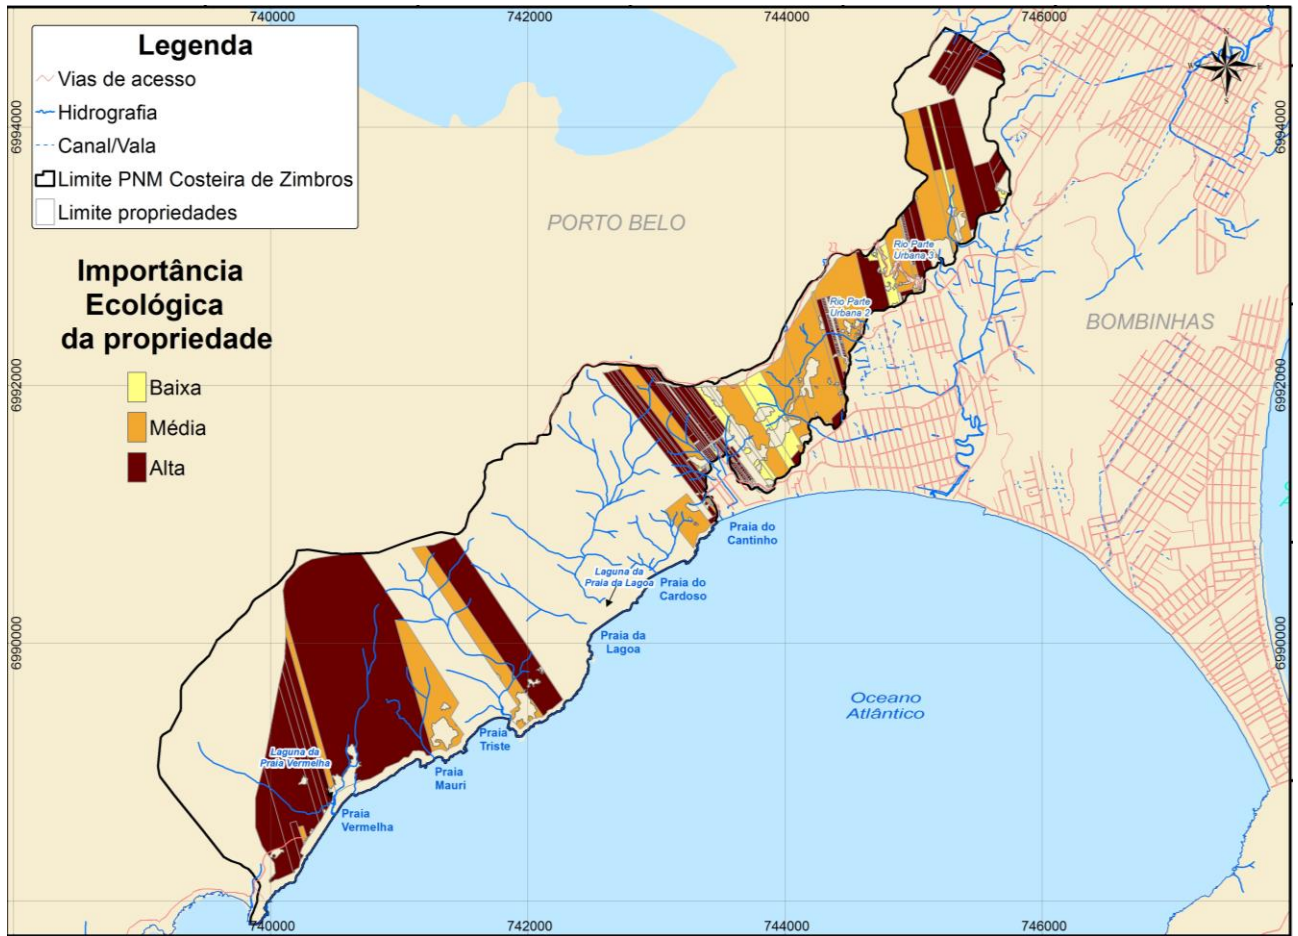 740000
742000
744000
746000
Legenda
Vias de acesso
Hidrografia
Canal/Vala
Limite PNM Costeira de Zimbros
Limite propriedades
N
E
S
6994000
6994000
PORTO BELO
Rio Parte
Urbana 3
Importância
Ecológica
da propriedade
Baixa
Média
Alta
Rio Parte
Urbana 2
BOMBINHAS
6992000
6992000
Praia do
Cantinho
Laguna da
Praia da Lagoa
Praia do
Cardoso
Praia da
Lagoa
6990000
6990000
Oceano
Atlântico
Praia
Triste
Laguna da
Praia Vermelha
Praia
Mauri
Praia
Vermelha
740000
742000
744000
746000